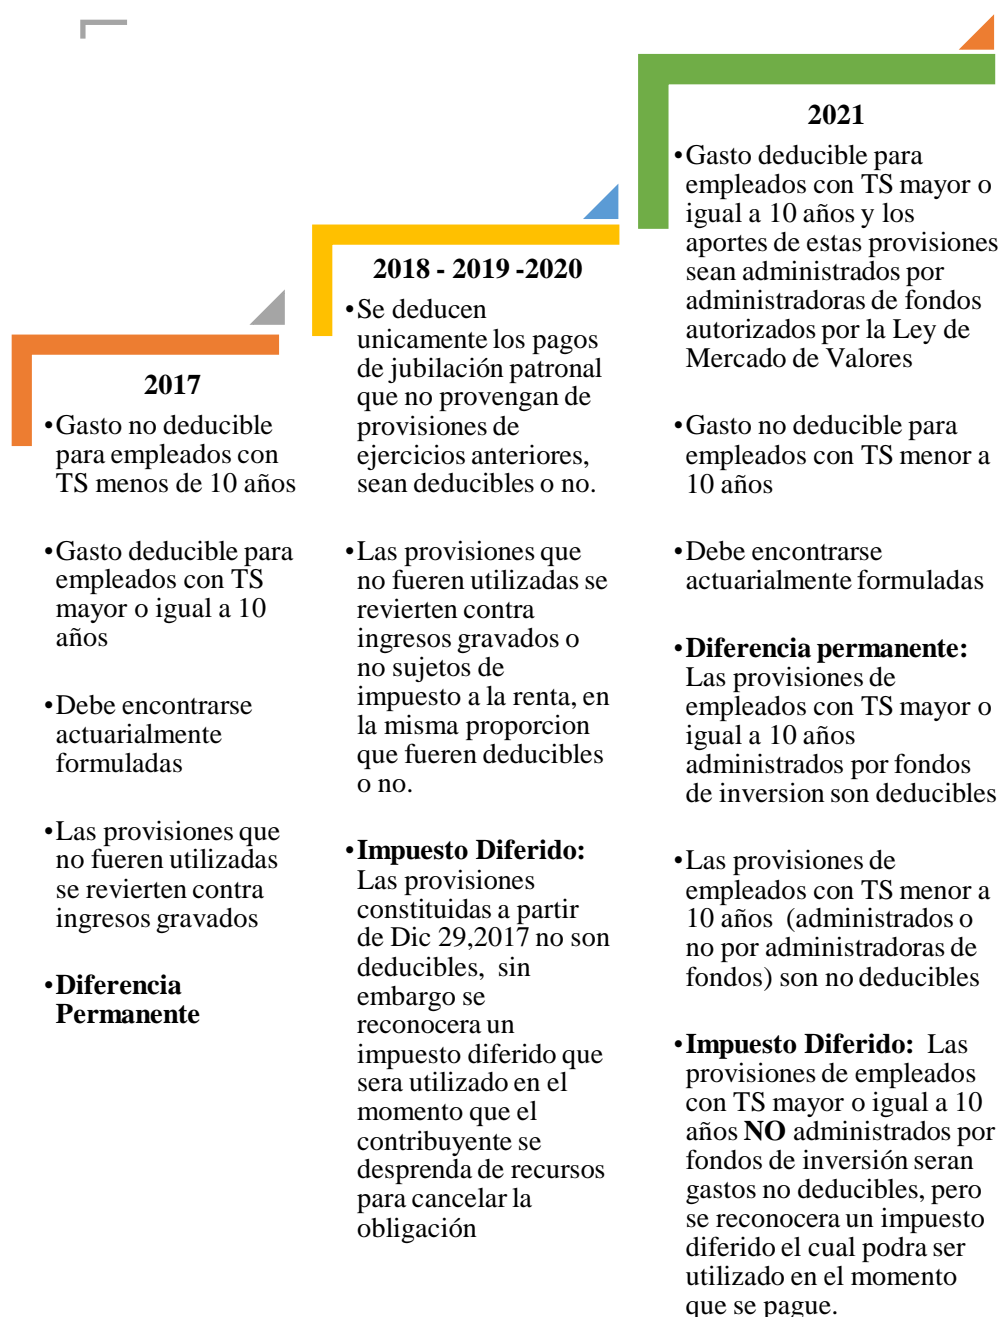 2017
•Gasto no deducible
para empleados con
TS menos de 10 años
•Gasto deducible para
empleados con TS
mayor o igual a 10
años
•Debe encontrarse
actuarialmente
formuladas
•Las provisiones que
no fueren utilizadas
se revierten contra
ingresos gravados
•Diferencia
Permanente
2018 - 2019 -2020
•Se deducen
unicamente los pagos
de jubilación patronal
que no provengan de
provisiones de
ejercicios anteriores,
sean deducibles o no.
•Las provisiones que
no fueren utilizadas se
revierten contra
ingresos gravados o
no sujetos de
impuesto a la renta, en
la misma proporcion
que fueren deducibles
o no.
•Impuesto Diferido:
Las provisiones
constituidas a partir
de Dic 29,2017 no son
deducibles, sin
embargo se
reconocera un
impuesto diferido que
sera utilizado en el
momento que el
contribuyente se
desprenda de recursos
para cancelar la
obligación
2021
•Gasto deducible para
empleados con TS mayor o
igual a 10 años y los
aportes de estas provisiones
sean administrados por
administradoras de fondos
autorizados por la Ley de
Mercado de Valores
•Gasto no deducible para
empleados con TS menor a
10 años
•Debe encontrarse
actuarialmente formuladas
•Diferencia permanente:
Las provisiones de
empleados con TS mayor o
igual a 10 años
administrados por fondos
de inversion son deducibles
•Las provisiones de
empleados con TS menor a
10 años (administrados o
no por administradoras de
fondos) son no deducibles
•Impuesto Diferido: Las
provisiones de empleados
con TS mayor o igual a 10
años NO administrados por
fondos de inversión seran
gastos no deducibles, pero
se reconocera un impuesto
diferido el cual podra ser
utilizado en el momento
que se pague.